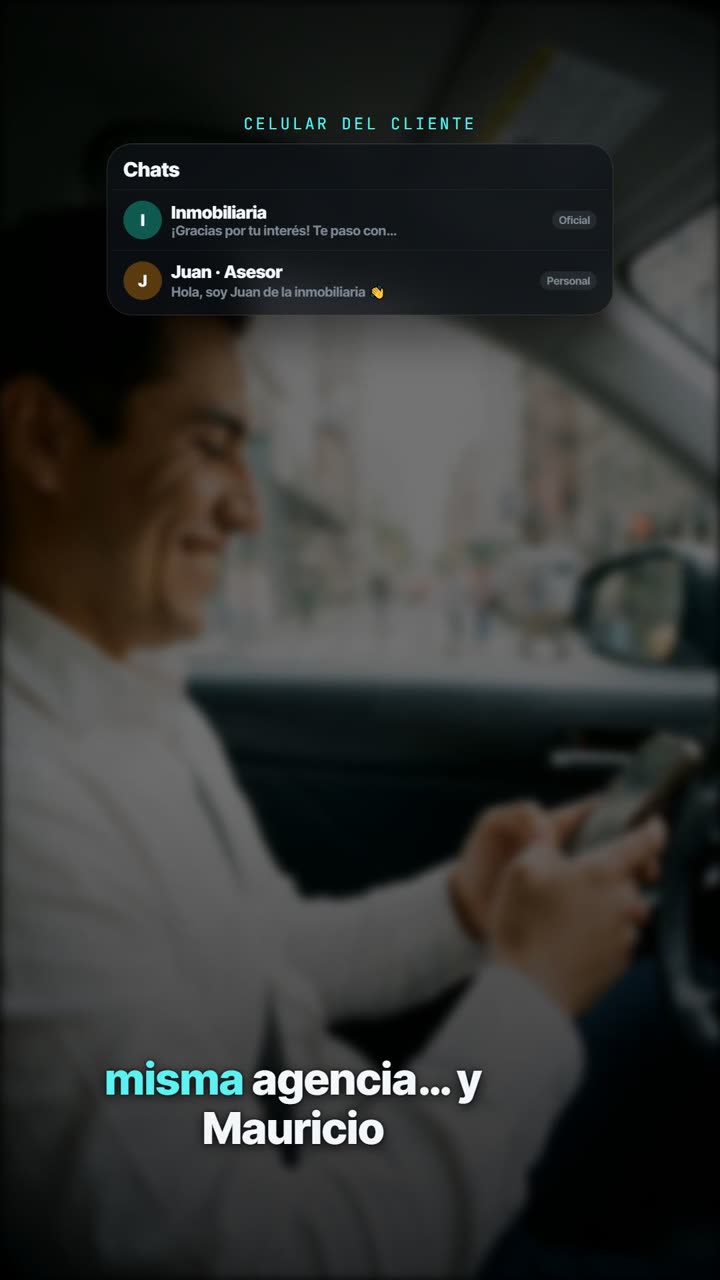 CELULAR DEL CLIENTE
Chats
I
Inmobiliaria
¡Gracias por tu interés! Te paso con...
Oficial
J
Juan · Asesor
Hola, soy Juan de la inmobiliaria 👋
Personal
misma agencia... y
Mauricio